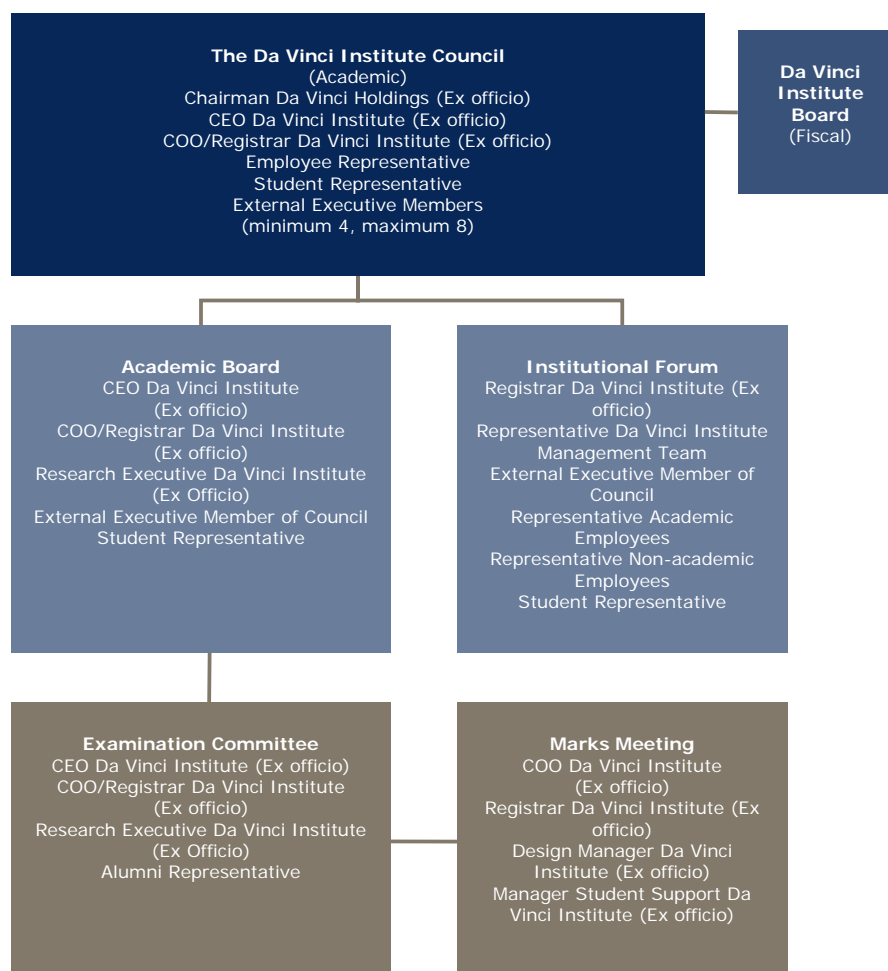 The Da Vinci Institute Council
(Academic)
Chairman Da Vinci Holdings (Ex officio)
CEO Da Vinci Institute (Ex officio)
COO/Registrar Da Vinci Institute (Ex officio)
Employee Representative
Student Representative
External Executive Members
(minimum 4, maximum 8)
Da Vinci
Institute
Board
(Fiscal)
Academic Board
CEO Da Vinci Institute
(Ex officio)
COO/Registrar Da Vinci Institute
(Ex officio)
Research Executive Da Vinci Institute
(Ex Officio)
External Executive Member of Council
Student Representative
Institutional Forum
Registrar Da Vinci Institute (Ex
officio)
Representative Da Vinci Institute
Management Team
External Executive Member of
Council
Representative Academic
Employees
Representative Non-academic
Employees
Student Representative
Examination Committee
CEO Da Vinci Institute (Ex officio)
COO/Registrar Da Vinci Institute
(Ex officio)
Research Executive Da Vinci Institute
(Ex Officio)
Alumni Representative
Marks Meeting
COO Da Vinci Institute
(Ex officio)
Registrar Da Vinci Institute (Ex
officio)
Design Manager Da Vinci
Institute (Ex officio)
Manager Student Support Da
Vinci Institute (Ex officio)